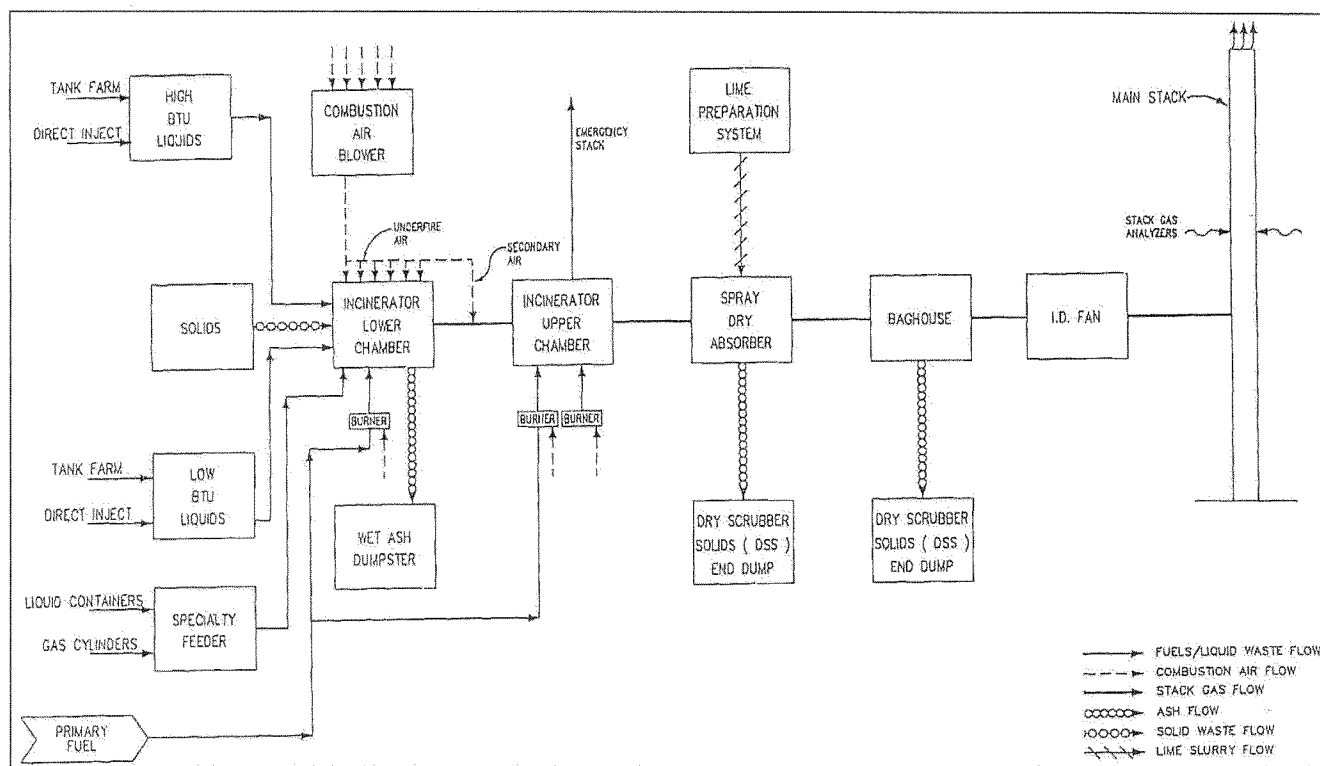 TANK FARM
DIRECT INJECT
HIGH
BTU
LIQUIDS
COMBUSTION
AIR
BLOWER
EMERGENCY
STACK
LIME
PREPARATION
SYSTEM
MAIN STACK
UNDERFIRE
AIR
SECONDARY
AIR
STACK GAS
ANALYZERS
SOLIDS
INCINERATOR
LOWER
CHAMBER
INCINERATOR
UPPER
CHAMBER
SPRAY
DRY
ABSORBER
BAGHOUSE
I.D. FAN
BURNER
BURNER
BURNER
TANK FARM
DIRECT INJECT
LOW
BTU
LIQUIDS
WET ASH
DUMPSTER
DRY SCRUBBER
SOLIDS ( DSS )
END DUMP
DRY SCRUBBER
SOLIDS ( DSS )
END DUMP
LIQUID CONTAINERS
GAS CYLINDERS
SPECIALTY
FEEDER
PRIMARY
FUEL
FUELS/LIQUID WASTE FLOW
COMBUSTION AIR FLOW
STACK GAS FLOW
ASH FLOW
SOLID WASTE FLOW
LIME SLURRY FLOW